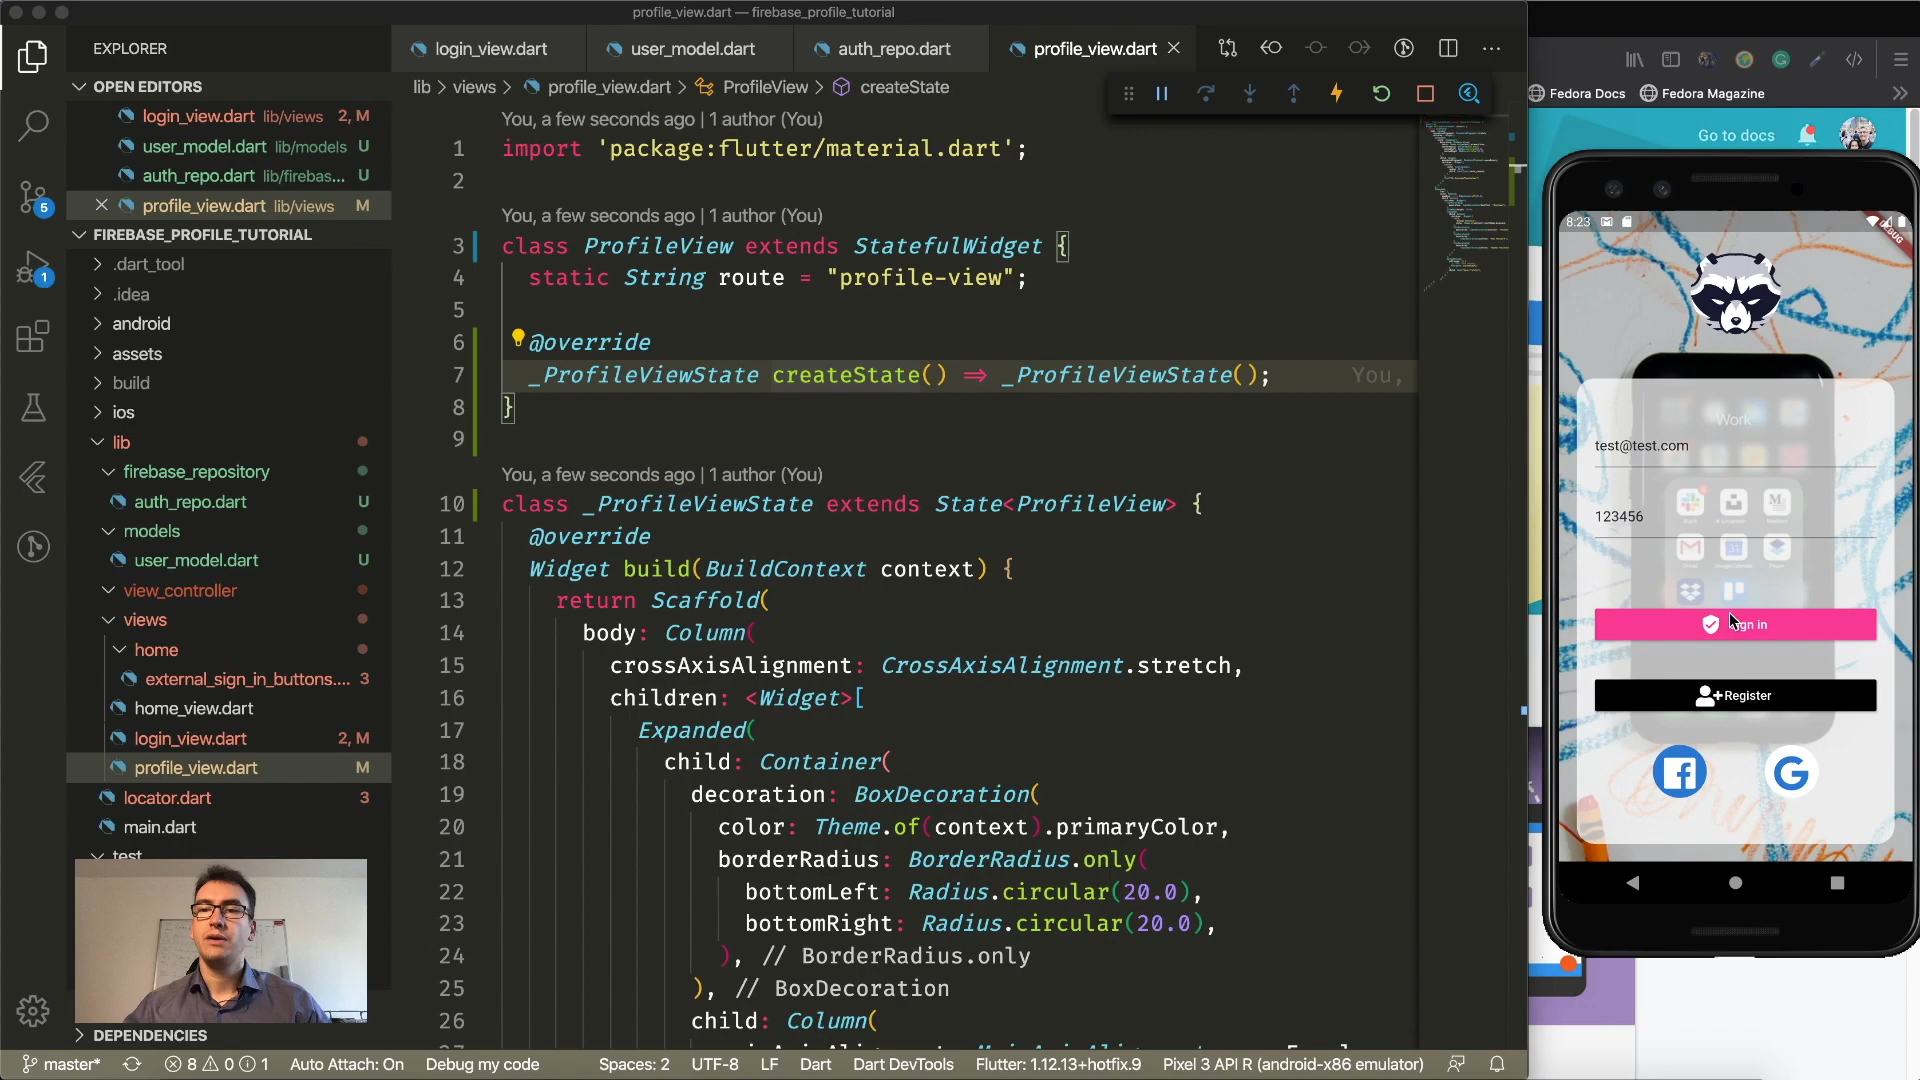 profile_view.dart — firebase_profile_tutorial
EXPLORER
login_view.dart
user_model.dart
auth_repo.dart
profile_view.dart
OPEN EDITORS
lib > views > profile_view.dart > ProfileView > createState
login_view.dart lib/views 2, M
user_model.dart lib/models U
auth_repo.dart lib/firebas... U
profile_view.dart lib/views M
FIREBASE_PROFILE_TUTORIAL
.dart_tool
.idea
android
assets
build
ios
lib
firebase_repository
auth_repo.dart U
models
user_model.dart U
view_controller
views
home
external_sign_in_buttons.... 3
home_view.dart
login_view.dart 2, M
profile_view.dart M
locator.dart 3
main.dart
test
DEPENDENCIES
5
1
You, a few seconds ago | 1 author (You)
1 import 'package:flutter/material.dart';
2
You, a few seconds ago | 1 author (You)
3 class ProfileView extends StatefulWidget {
4 static String route = "profile-view";
5
6 @override
7 _ProfileViewState createState() => _ProfileViewState(); You,
8 }
9
You, a few seconds ago | 1 author (You)
10 class _ProfileViewState extends State<ProfileView> {
11 @override
12 Widget build(BuildContext context) {
13 return Scaffold(
14 body: Column(
15 crossAxisAlignment: CrossAxisAlignment.stretch,
16 children: <Widget>[
17 Expanded(
18 child: Container(
19 decoration: BoxDecoration(
20 color: Theme.of(context).primaryColor,
21 borderRadius: BorderRadius.only(
22 bottomLeft: Radius.circular(20.0),
23 bottomRight: Radius.circular(20.0),
24 ), // BorderRadius.only
25 ), // BoxDecoration
26 child: Column(
master* 8 0 1 Auto Attach: On Debug my code Spaces: 2 UTF-8 LF Dart Dart DevTools Flutter: 1.12.13+hotfix.9 Pixel 3 API R (android-x86 emulator)
Fedora Docs Fedora Magazine
Go to docs
8:23
DEBUG
Work
test@test.com
123456
gn in
Register